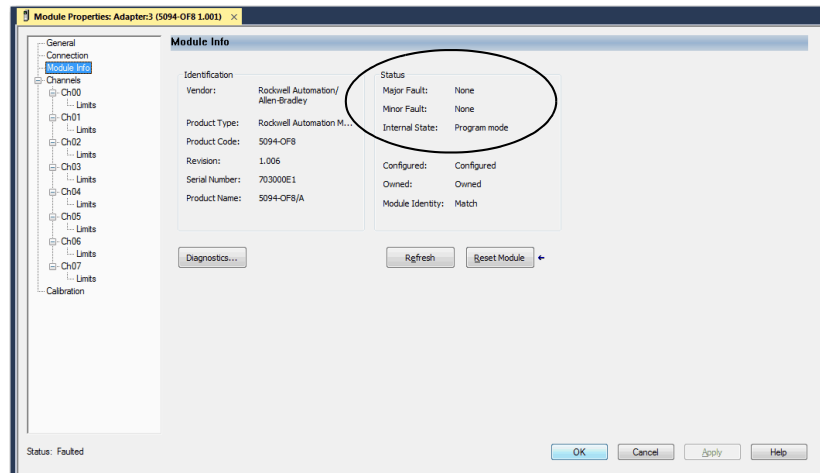 Module Properties: Adapter:3 (5094-OF8 1.001) ×
General
Connection
Module Info
Channels
Ch00
Limits
Ch01
Limits
Ch02
Limits
Ch03
Limits
Ch04
Limits
Ch05
Limits
Ch06
Limits
Ch07
Limits
Calibration
Module Info
Identification
Vendor: Rockwell Automation/
Allen-Bradley
Product Type: Rockwell Automation M...
Product Code: 5094-OF8
Revision: 1.006
Serial Number: 703000E1
Product Name: 5094-OF8/A
Status
Major Fault: None
Minor Fault: None
Internal State: Program mode
Configured: Configured
Owned: Owned
Module Identity: Match
Diagnostics... Refresh Reset Module ←
Status: Faulted
OK Cancel Apply Help